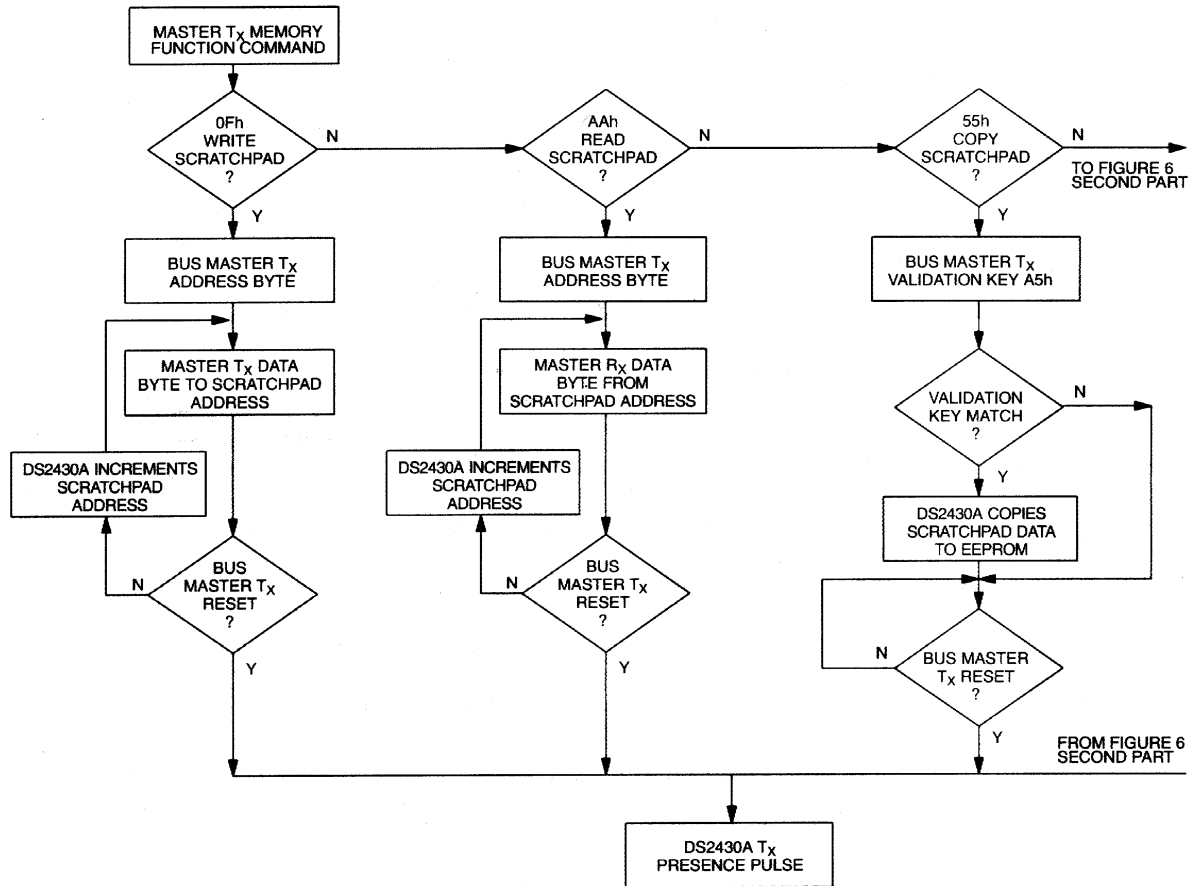 MASTER TX MEMORY
FUNCTION COMMAND
0Fh
WRITE
SCRATCHPAD
?
N
Y
AAh
READ
SCRATCHPAD
?
N
Y
55h
COPY
SCRATCHPAD
?
N
Y
TO FIGURE 6
SECOND PART
BUS MASTER TX
ADDRESS BYTE
BUS MASTER TX
ADDRESS BYTE
BUS MASTER TX
VALIDATION KEY A5h
MASTER TX DATA
BYTE TO SCRATCHPAD
ADDRESS
MASTER RX DATA
BYTE FROM
SCRATCHPAD ADDRESS
VALIDATION
KEY MATCH
?
N
Y
DS2430A INCREMENTS
SCRATCHPAD
ADDRESS
DS2430A INCREMENTS
SCRATCHPAD
ADDRESS
DS2430A COPIES
SCRATCHPAD DATA
TO EEPROM
BUS
MASTER TX
RESET
?
N
Y
BUS
MASTER TX
RESET
?
N
Y
BUS MASTER
TX RESET
?
N
Y
FROM FIGURE 6
SECOND PART
DS2430A TX
PRESENCE PULSE